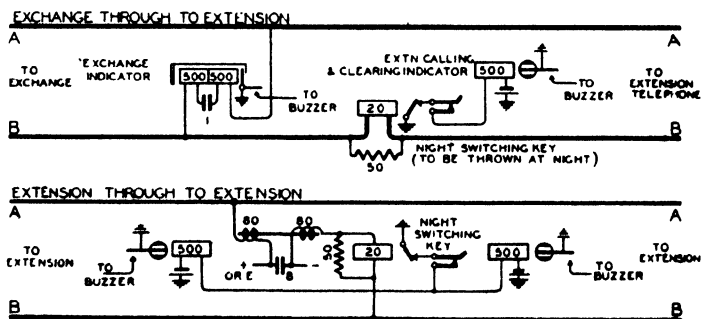 EXCHANGE THROUGH TO EXTENSION
A
A
TO
EXCHANGE
'EXCHANGE
INDICATOR
500 500
1
TO
BUZZER
EXTN CALLING
& CLEARING INDICATOR
500
TO
BUZZER
TO
EXTENSION
TELEPHONE
20
B
B
50
NIGHT SWITCHING KEY
(TO BE THROWN AT NIGHT)
EXTENSION THROUGH TO EXTENSION
A
A
80
80
TO
EXTENSION
500
TO
BUZZER
+
OR E
8
-
50
20
NIGHT
SWITCHING
KEY
500
TO
BUZZER
TO
EXTENSION
B
B